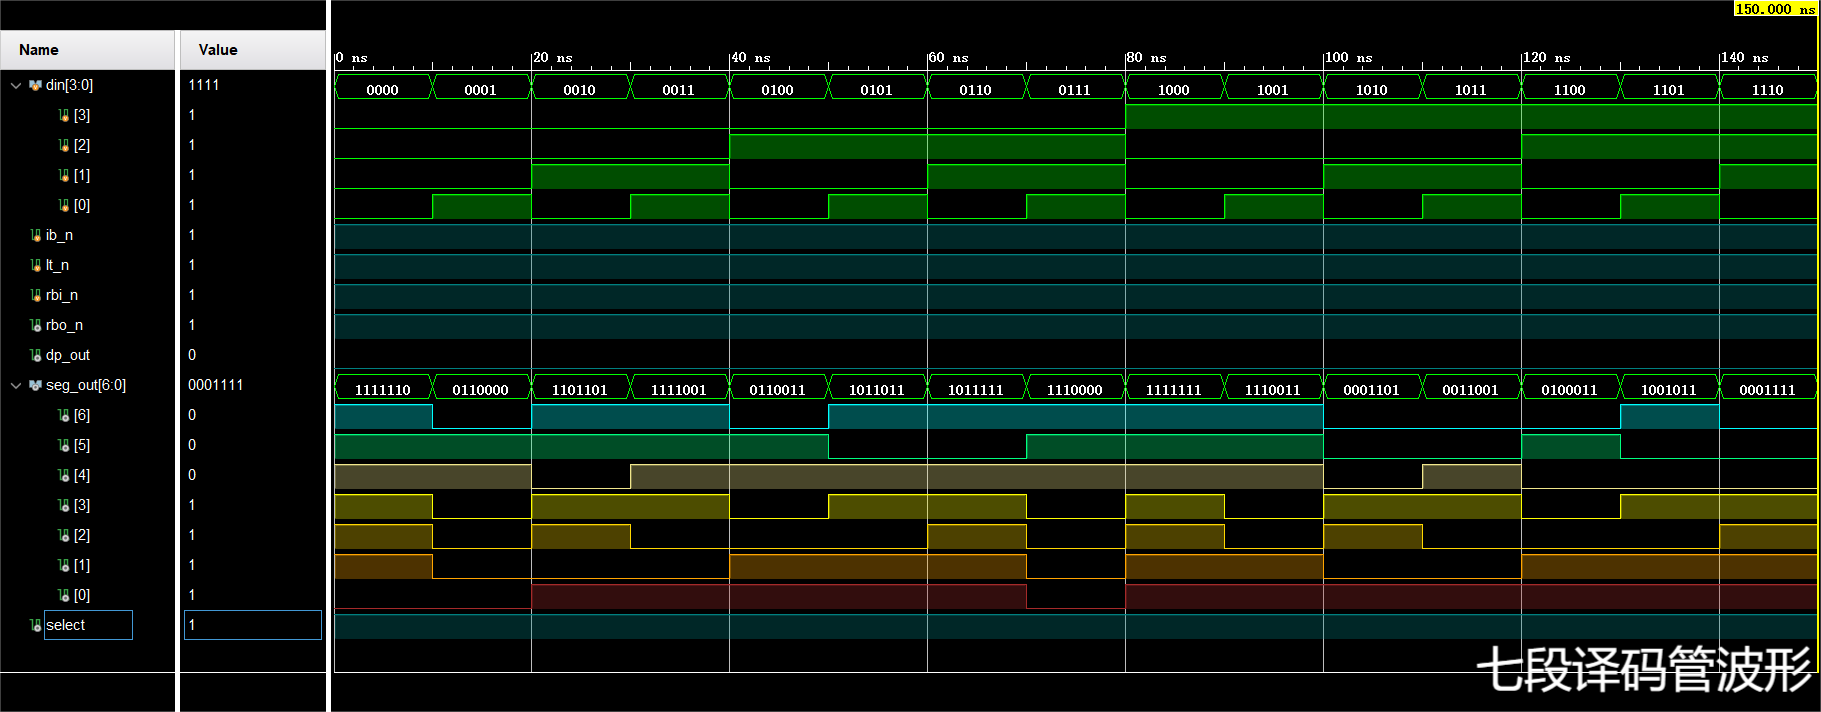 150.000 ns
Name Value
0 ns 20 ns 40 ns 60 ns 80 ns 100 ns 120 ns 140 ns
din[3:0] 1111 0000 0001 0010 0011 0100 0101 0110 0111 1000 1001 1010 1011 1100 1101 1110
[3] 1
[2] 1
[1] 1
[0] 1
ib_n 1
lt_n 1
rbi_n 1
rbo_n 1
dp_out 0
seg_out[6:0] 0001111 1111110 0110000 1101101 1111001 0110011 1011011 1011111 1110000 1111111 1110011 0001101 0011001 0100011 1001011 0001111
[6] 0
[5] 0
[4] 0
[3] 1
[2] 1
[1] 1
[0] 1
select 1
七段译码管波形